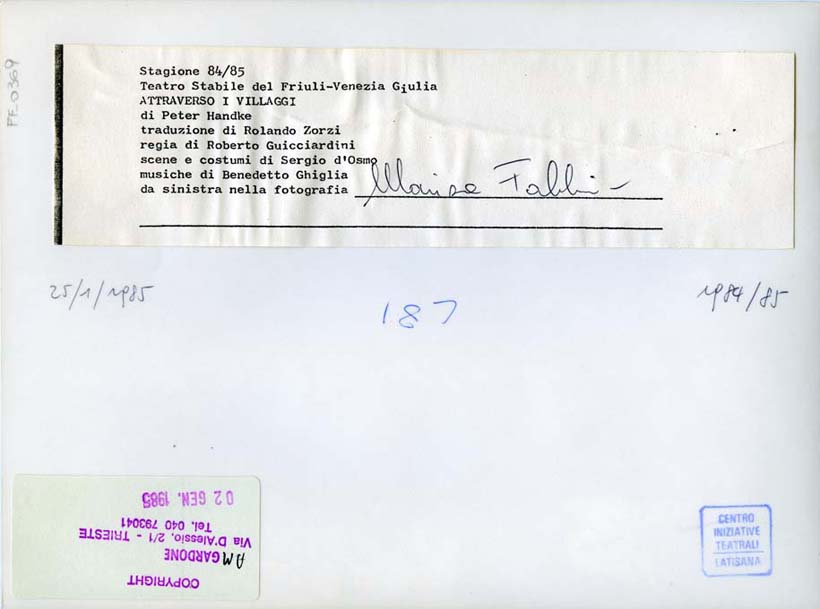 FF_0369
Stagione 84/85
Teatro Stabile del Friuli-Venezia Giulia
ATTRAVERSO I VILLAGGI
di Peter Handke
traduzione di Rolando Zorzi
regia di Roberto Guicciardini
scene e costumi di Sergio d'Osmo
musiche di Benedetto Ghiglia
da sinistra nella fotografia Marisa Fabbri
25/1/1985
187
1984/85
COPYRIGHT
AM GARDONE
Via D'Alessio, 2/1 - TRIESTE
Tel. 040 793041
02 GEN. 1985
CENTRO
INIZIATIVE
TEATRALI
LATISANA